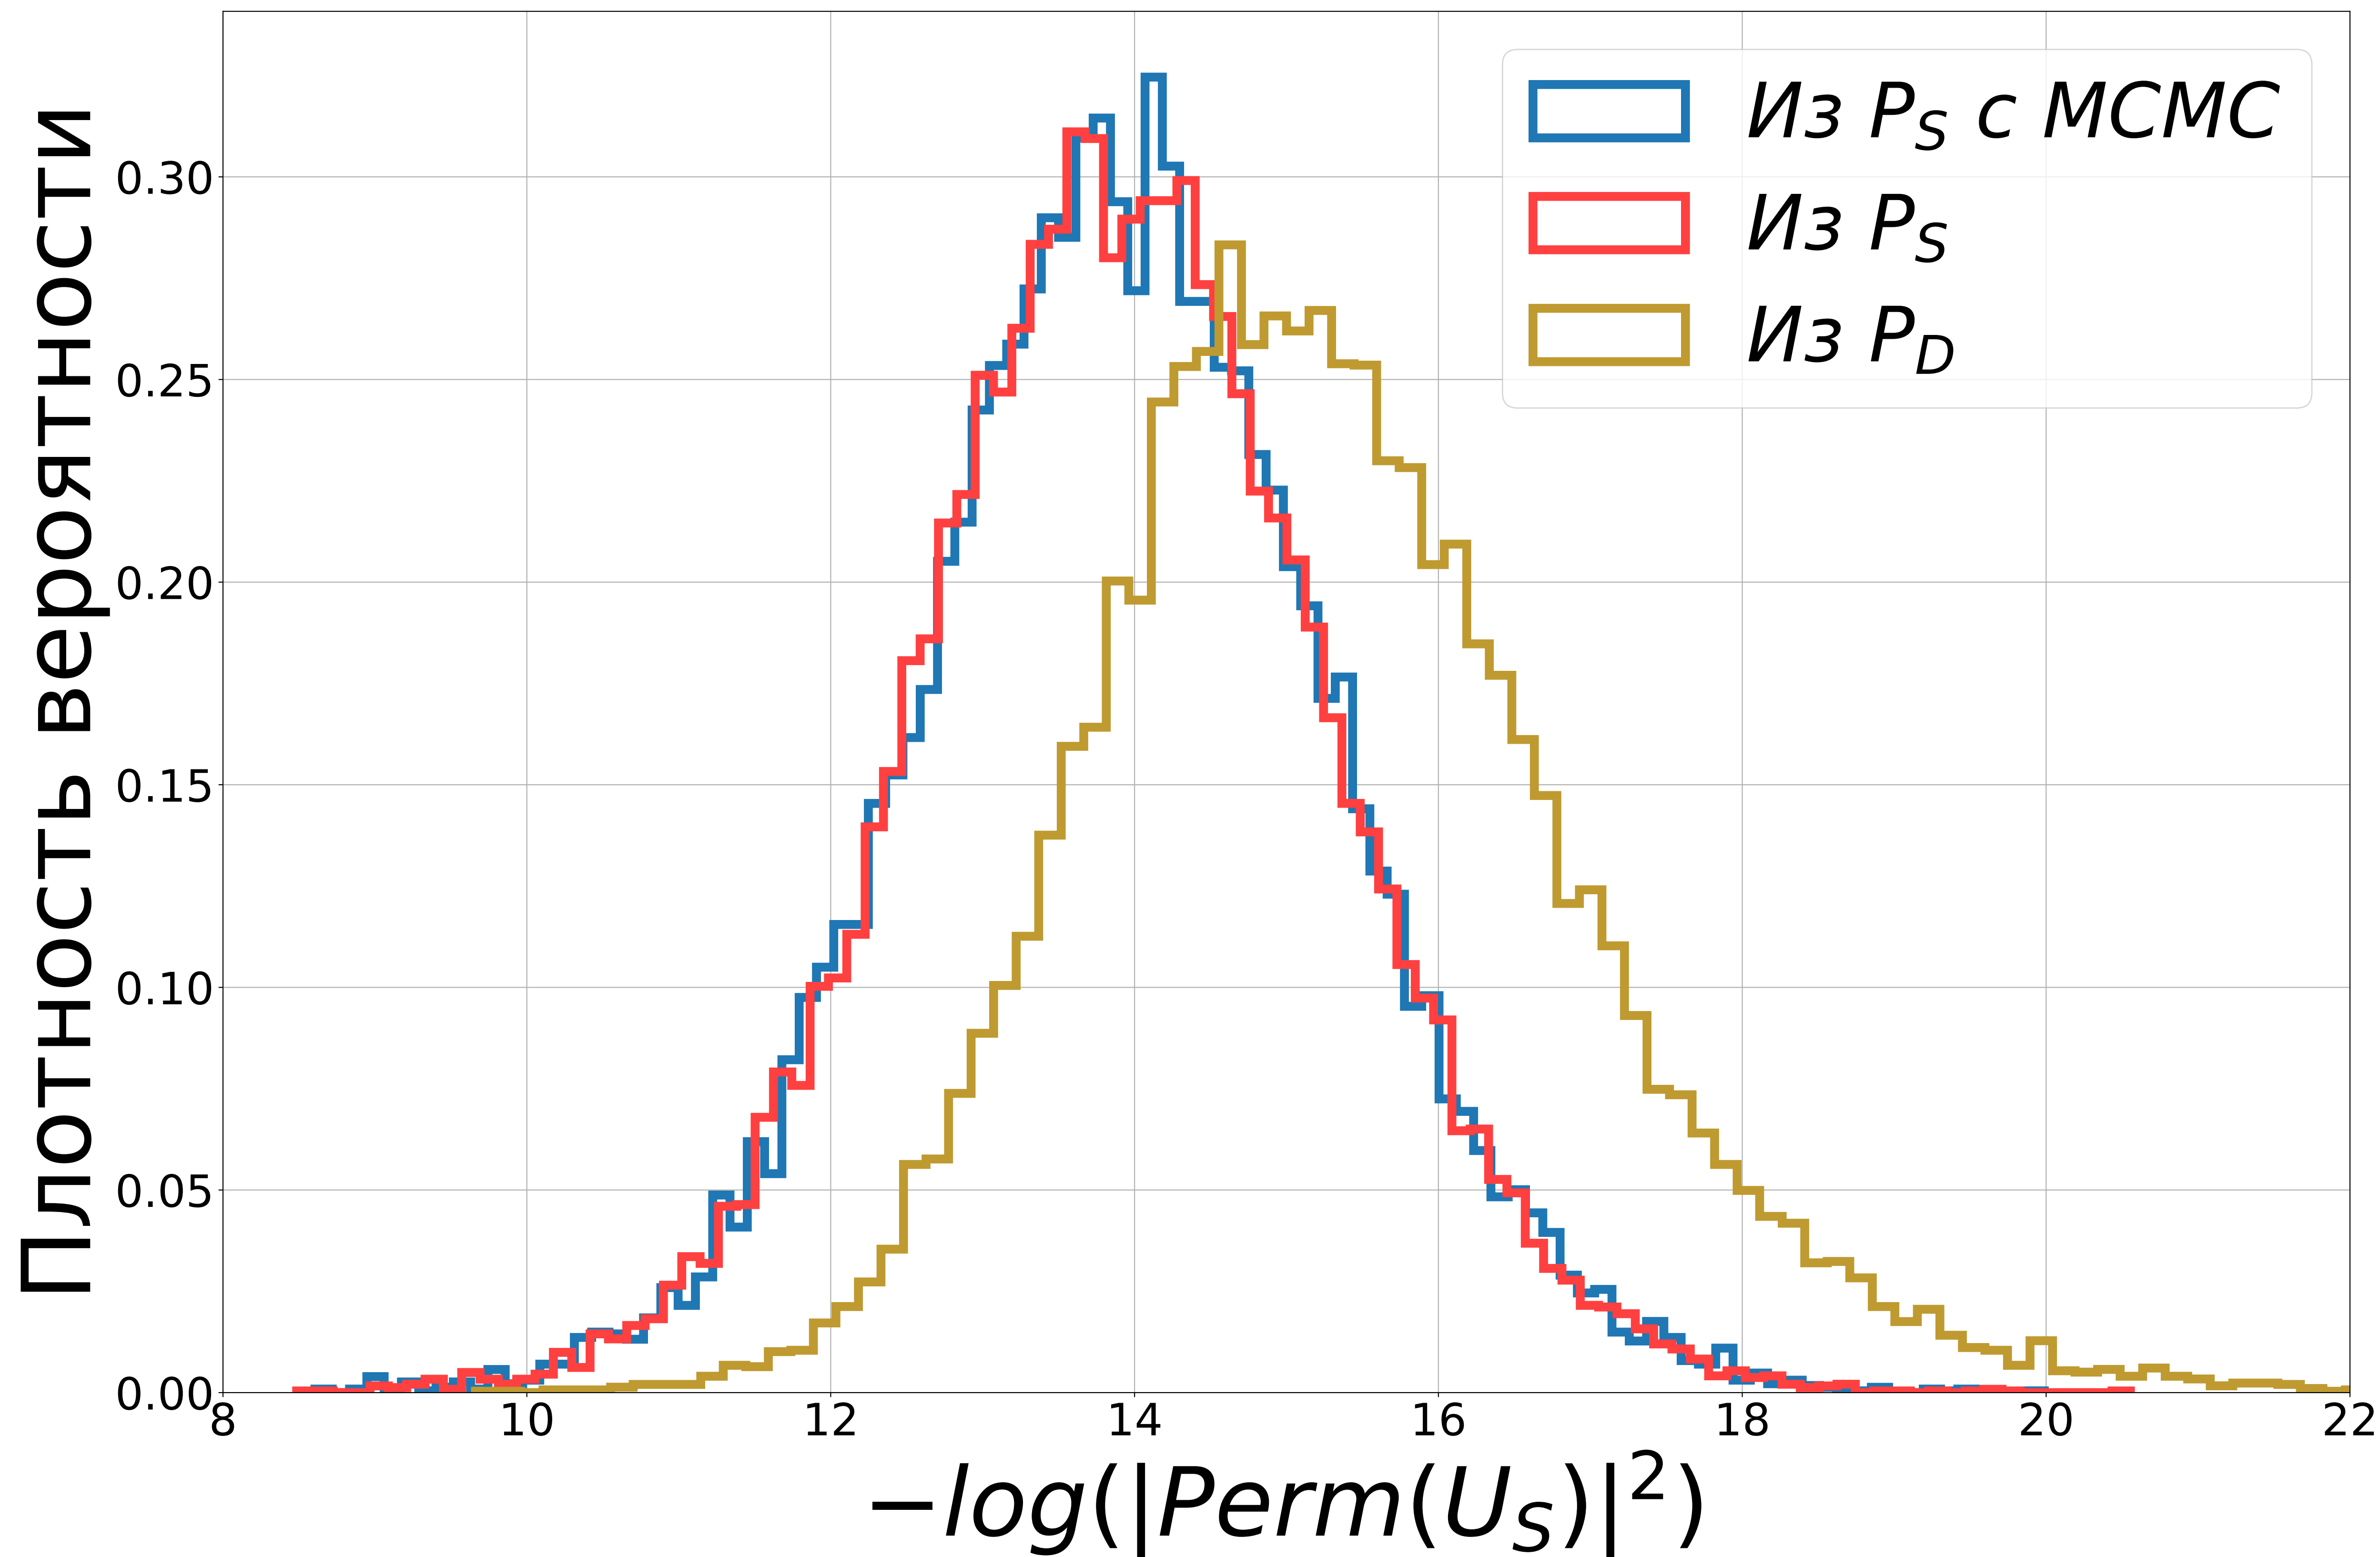 Плотность вероятности
0.30
0.25
0.20
0.15
0.10
0.05
0.00
Из P_S с MCMC
Из P_S
Из P_D
8 10 12 14 16 18 20 22
−log(|Perm(U_S)|²)